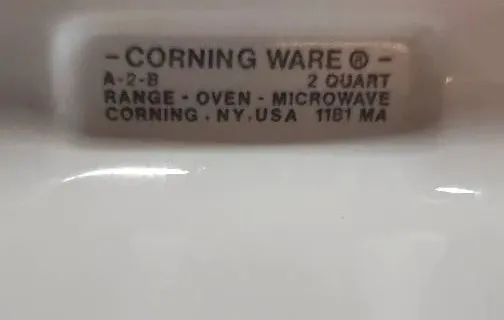 - CORNING WARE ® -
A-2-B 2 QUART
RANGE - OVEN - MICROWAVE
CORNING . NY. USA 1181 MA